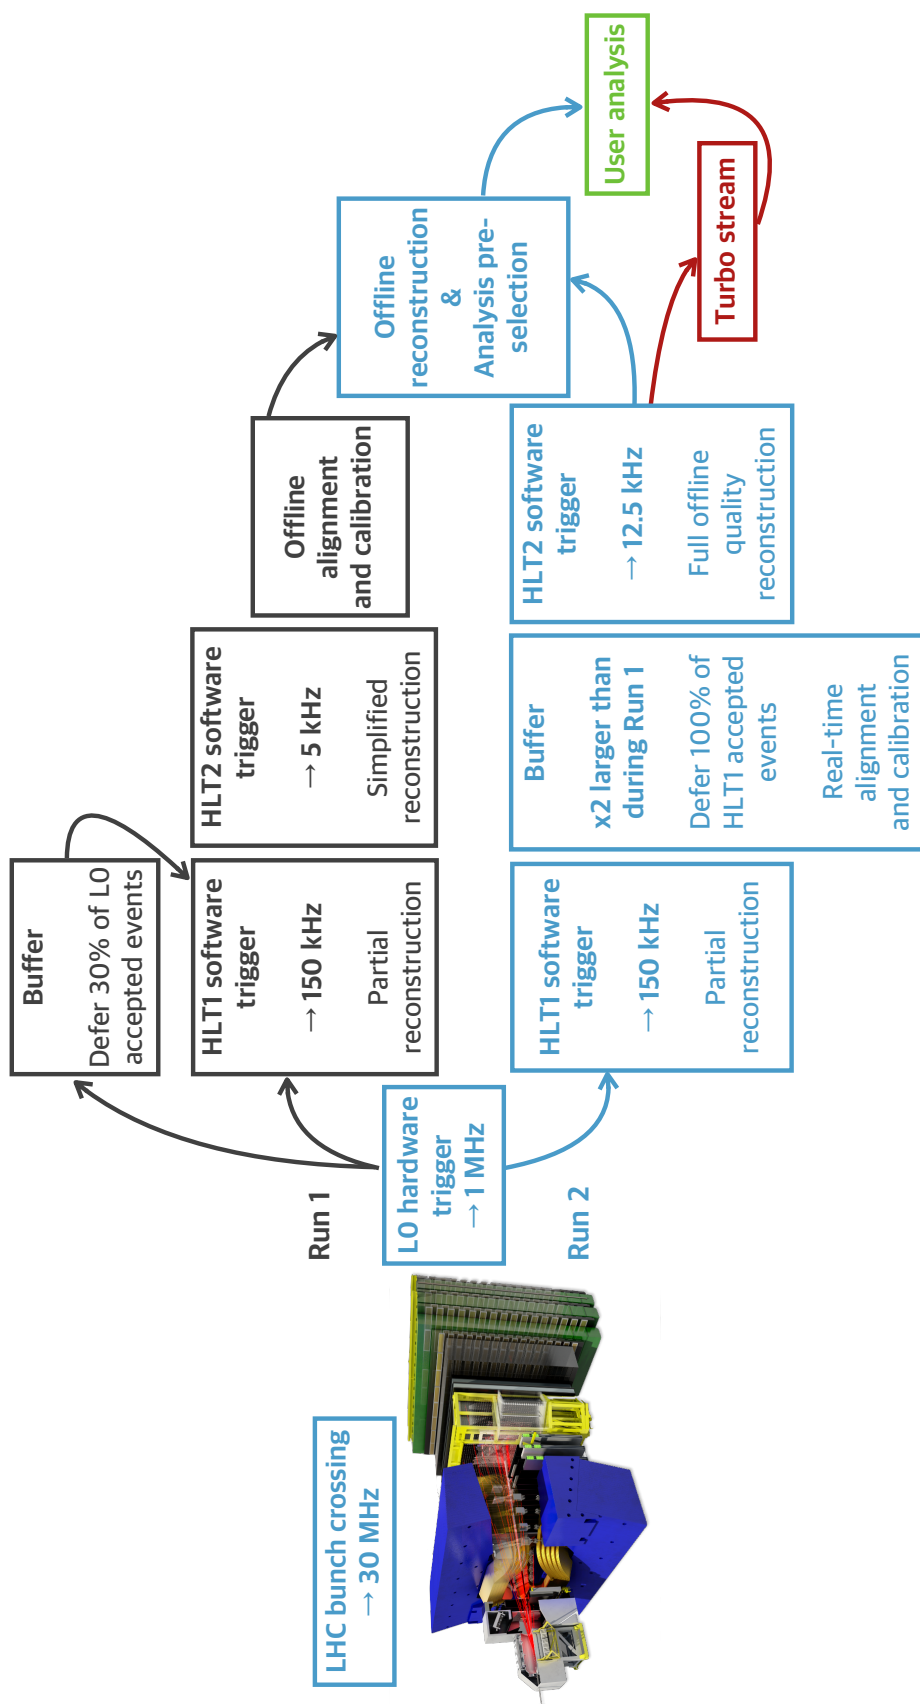 LHC bunch crossing
→ 30 MHz
L0 hardware
trigger
→ 1 MHz
Run 1
Buffer
Defer 30% of L0
accepted events
HLT1 software
trigger
→ 150 kHz
Partial
reconstruction
HLT2 software
trigger
→ 5 kHz
Simplified
reconstruction
Offline
alignment
and calibration
Run 2
HLT1 software
trigger
→ 150 kHz
Partial
reconstruction
Buffer
x2 larger than
during Run 1
Defer 100% of
HLT1 accepted
events
Real-time
alignment
and calibration
HLT2 software
trigger
→ 12.5 kHz
Full offline
quality
reconstruction
Offline
reconstruction
&
Analysis pre-
selection
Turbo stream
User analysis